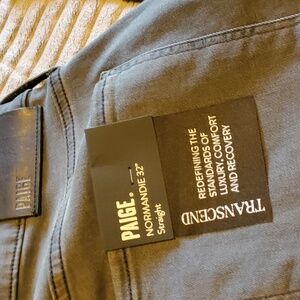 PAIGE
PAIGE.
NORMANDIE 32"
Straight
TRANSCEND
REDEFINING THE
STANDARDS OF
LUXURY, COMFORT
AND RECOVERY